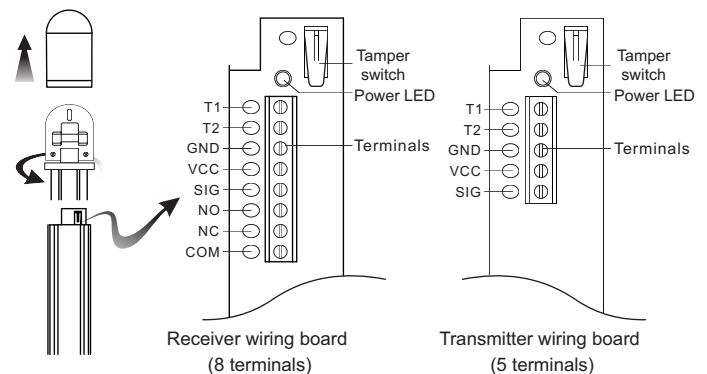 Tamper
switch
Power LED
T1
T2
GND
VCC
SIG
NO
NC
COM
Terminals
Receiver wiring board
(8 terminals)
Tamper
switch
Power LED
T1
T2
GND
VCC
SIG
Terminals
Transmitter wiring board
(5 terminals)